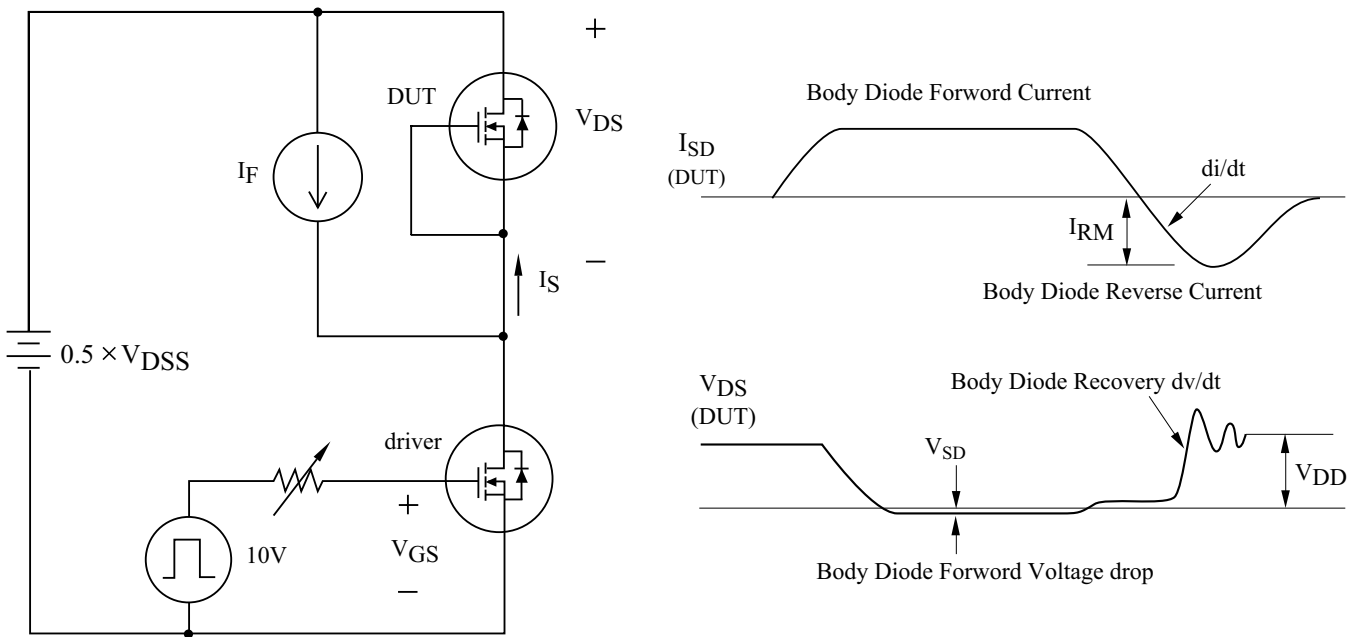 +
DUT
V_DS
I_F
−
I_S
0.5 × V_DSS
driver
+
10V
V_GS
−
Body Diode Forword Current
I_SD
(DUT)
di/dt
I_RM
Body Diode Reverse Current
V_DS
(DUT)
Body Diode Recovery dv/dt
V_SD
V_DD
Body Diode Forword Voltage drop